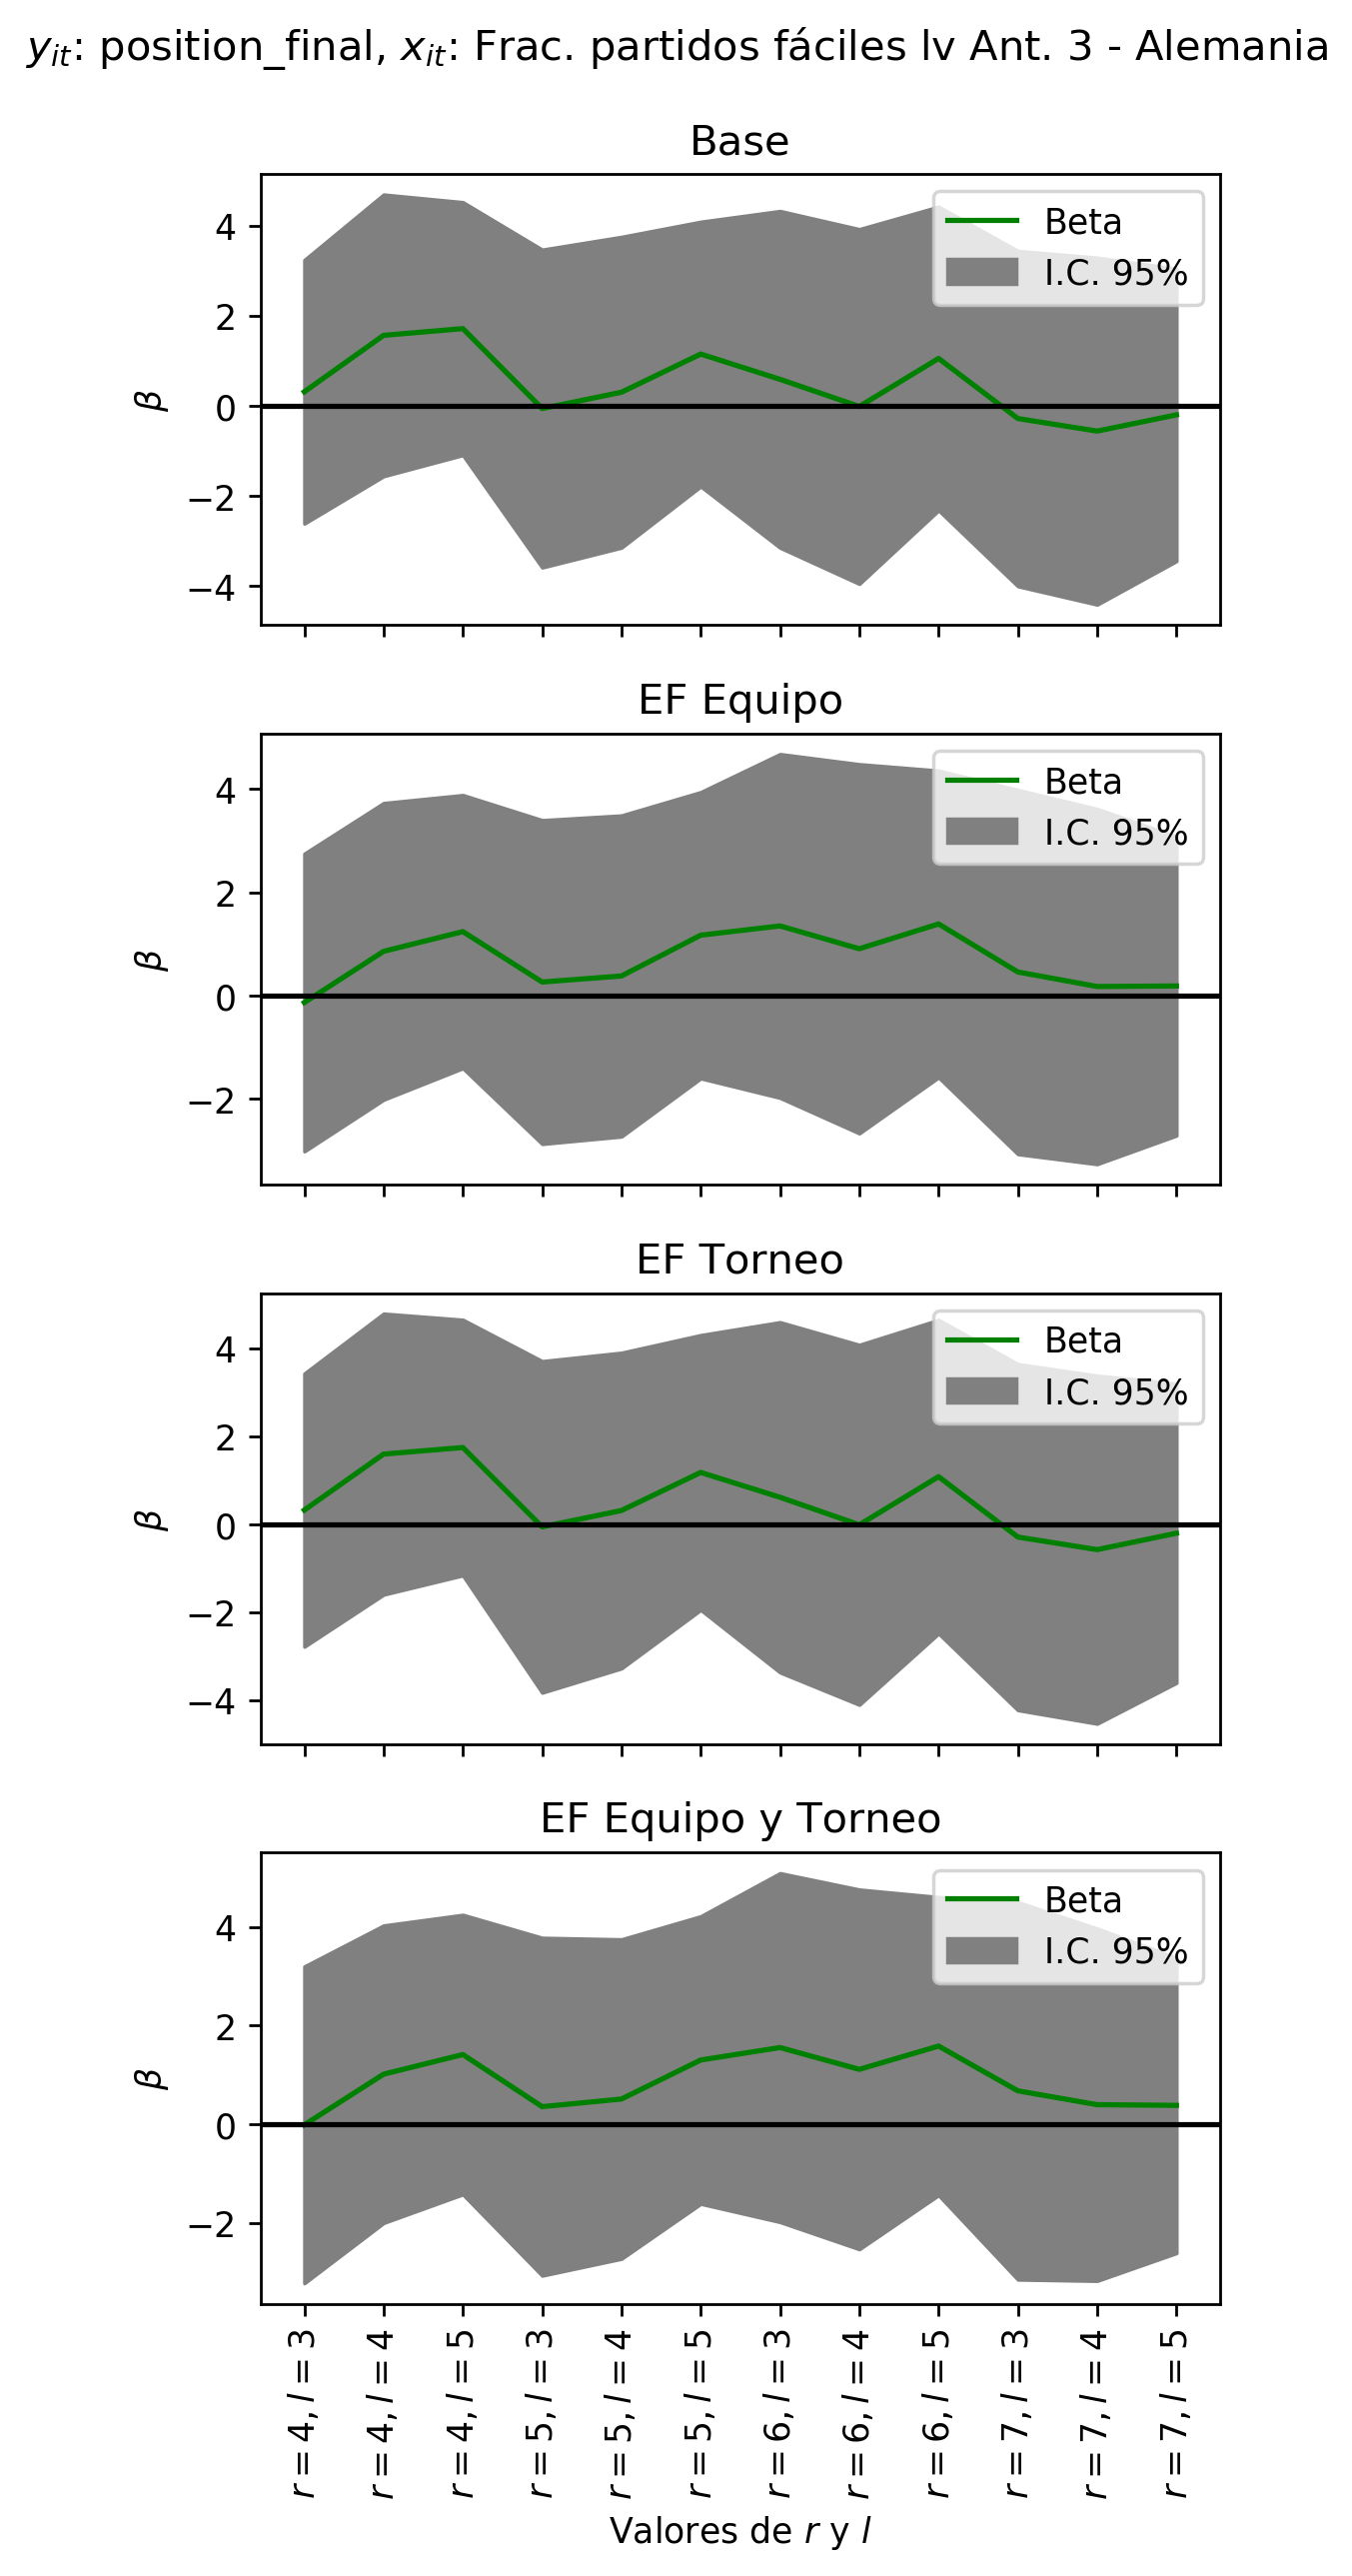 y_it: position_final, x_it: Frac. partidos fáciles lv Ant. 3 - Alemania
Base
Beta
I.C. 95%
4
2
0
−2
−4
β
EF Equipo
Beta
I.C. 95%
4
2
0
−2
β
EF Torneo
Beta
I.C. 95%
4
2
0
−2
−4
β
EF Equipo y Torneo
Beta
I.C. 95%
4
2
0
−2
β
r = 4, l = 3
r = 4, l = 4
r = 4, l = 5
r = 5, l = 3
r = 5, l = 4
r = 5, l = 5
r = 6, l = 3
r = 6, l = 4
r = 6, l = 5
r = 7, l = 3
r = 7, l = 4
r = 7, l = 5
Valores de r y l